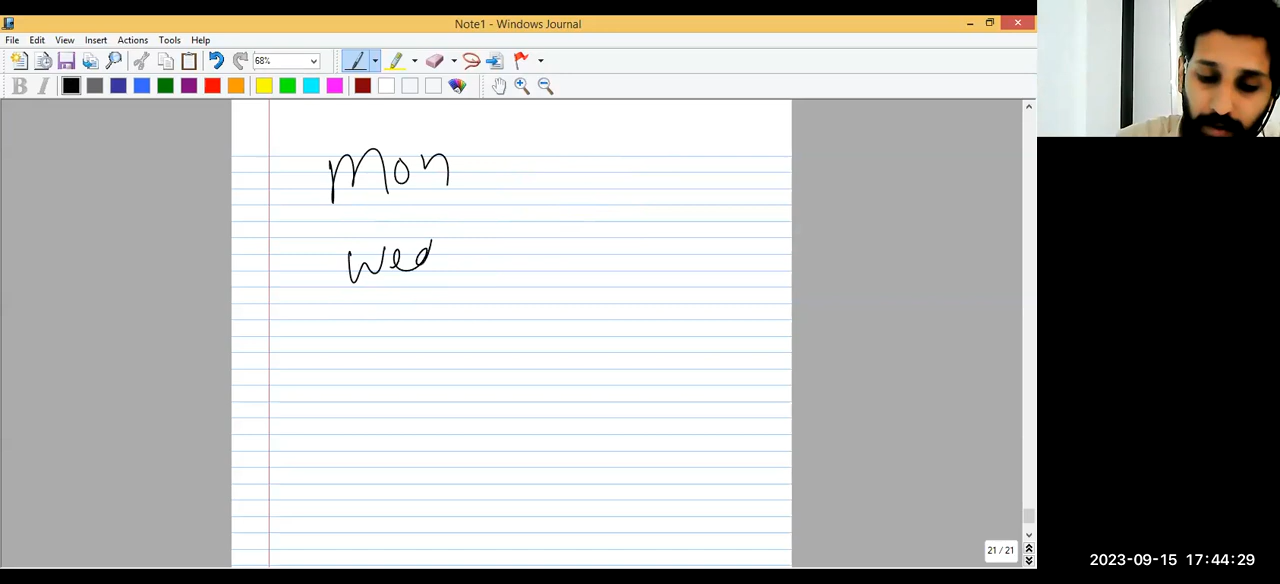 Note1 - Windows Journal
File Edit View Insert Actions Tools Help
68%
B I
Mon
Wed
21 / 21
2023-09-15 17:44:29